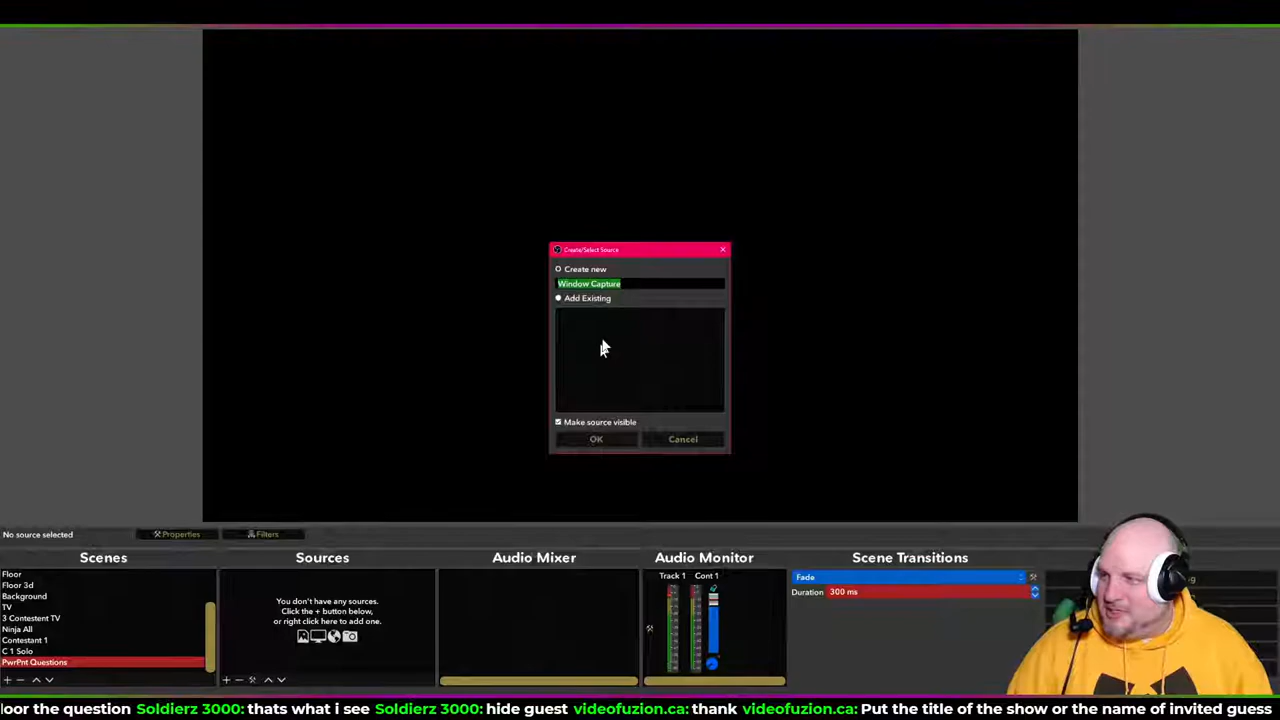 Create/Select Source
Create new
Window Capture
Add Existing
Make source visible
OK
Cancel
No source selected
Properties
Filters
Scenes
Sources
Audio Mixer
Audio Monitor
Scene Transitions
Floor
Floor 3d
Background
TV
3 Contestent TV
Ninja All
Contestant 1
C 1 Solo
PwrPnt Questions
You don't have any sources.
Click the + button below,
or right click here to add one.
Track 1
Cont 1
Fade
Duration
300 ms
loor the question Soldierz 3000: thats what i see Soldierz 3000: hide guest videofuzion.ca: thank videofuzion.ca: Put the title of the show or the name of invited guess